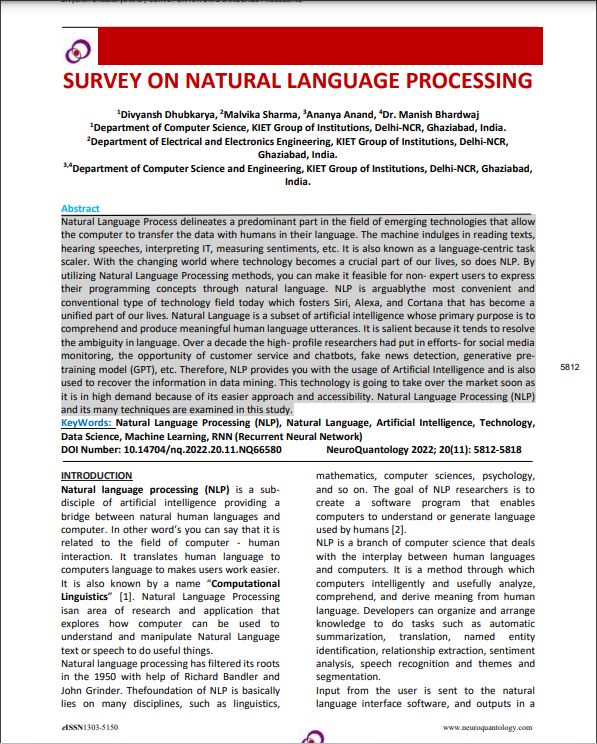 SURVEY ON NATURAL LANGUAGE PROCESSING
1Divyansh Dhubkarya, 2Malvika Sharma, 3Ananya Anand, 4Dr. Manish Bhardwaj
1Department of Computer Science, KIET Group of Institutions, Delhi-NCR, Ghaziabad, India.
2Department of Electrical and Electronics Engineering, KIET Group of Institutions, Delhi-NCR,
Ghaziabad, India.
3,4Department of Computer Science and Engineering, KIET Group of Institutions, Delhi-NCR, Ghaziabad,
India.
Abstract
Natural Language Process delineates a predominant part in the field of emerging technologies that allow
the computer to transfer the data with humans in their language. The machine indulges in reading texts,
hearing speeches, interpreting IT, measuring sentiments, etc. It is also known as a language-centric task
scaler. With the changing world where technology becomes a crucial part of our lives, so does NLP. By
utilizing Natural Language Processing methods, you can make it feasible for non- expert users to express
their programming concepts through natural language. NLP is arguablythe most convenient and
conventional type of technology field today which fosters Siri, Alexa, and Cortana that has become a
unified part of our lives. Natural Language is a subset of artificial intelligence whose primary purpose is to
comprehend and produce meaningful human language utterances. It is salient because it tends to resolve
the ambiguity in language. Over a decade the high- profile researchers had put in efforts- for social media
monitoring, the opportunity of customer service and chatbots, fake news detection, generative pre-
training model (GPT), etc. Therefore, NLP provides you with the usage of Artificial Intelligence and is also
used to recover the information in data mining. This technology is going to take over the market soon as
it is in high demand because of its easier approach and accessibility. Natural Language Processing (NLP)
and its many techniques are examined in this study.
5812
KeyWords: Natural Language Processing (NLP), Natural Language, Artificial Intelligence, Technology,
Data Science, Machine Learning, RNN (Recurrent Neural Network)
DOI Number: 10.14704/nq.2022.20.11.NQ66580 NeuroQuantology 2022; 20(11): 5812-5818
INTRODUCTION
Natural language processing (NLP) is a sub-
disciple of artificial intelligence providing a
bridge between natural human languages and
computer. In other word's you can say that it is
related to the field of computer - human
interaction. It translates human language to
computers language to make users work easier.
It is also known by a name “Computational
Linguistics” [1]. Natural Language Processing
isan area of research and application that
explores how computer can be used to
understand and manipulate Natural Language
text or speech to do useful things.
Natural language processing has filtered its roots
in the 1950 with help of Richard Bandler and
John Grinder. Thefoundation of NLP is basically
lies on many disciplines, such as linguistics,
mathematics, computer sciences, psychology,
and so on. The goal of NLP researchers is to
create a software program that enables
computers to understand or generate language
used by humans [2].
NLP is a branch of computer science that deals
with the interplay between human languages
and computers. It is a method through which
computers intelligently and usefully analyze,
comprehend, and derive meaning from human
language. Developers can organize and arrange
knowledge to do tasks such as automatic
summarization, translation, named entity
identification, relationship extraction, sentiment
analysis, speech recognition and themes and
segmentation.
Input from the user is sent to the natural
language interface software, and outputs in a
eISSN1303-5150 www.neuroquantology.com